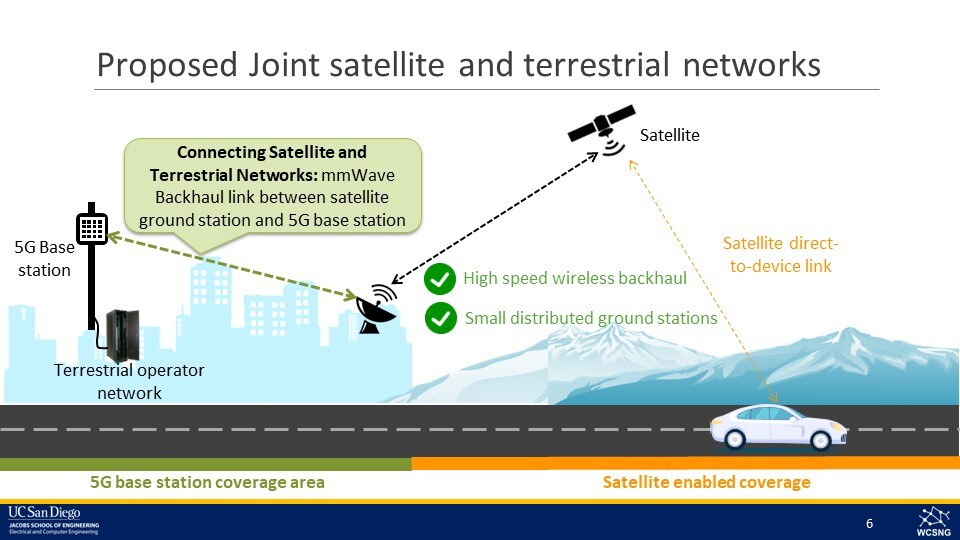 Proposed Joint satellite and terrestrial networks
Satellite
Connecting Satellite and
Terrestrial Networks: mmWave
Backhaul link between satellite
ground station and 5G base station
5G Base
station
Satellite direct-
to-device link
High speed wireless backhaul
Small distributed ground stations
Terrestrial operator
network
5G base station coverage area
Satellite enabled coverage
UC San Diego
JACOBS SCHOOL OF ENGINEERING
Electrical and Computer Engineering
6
WCSNG